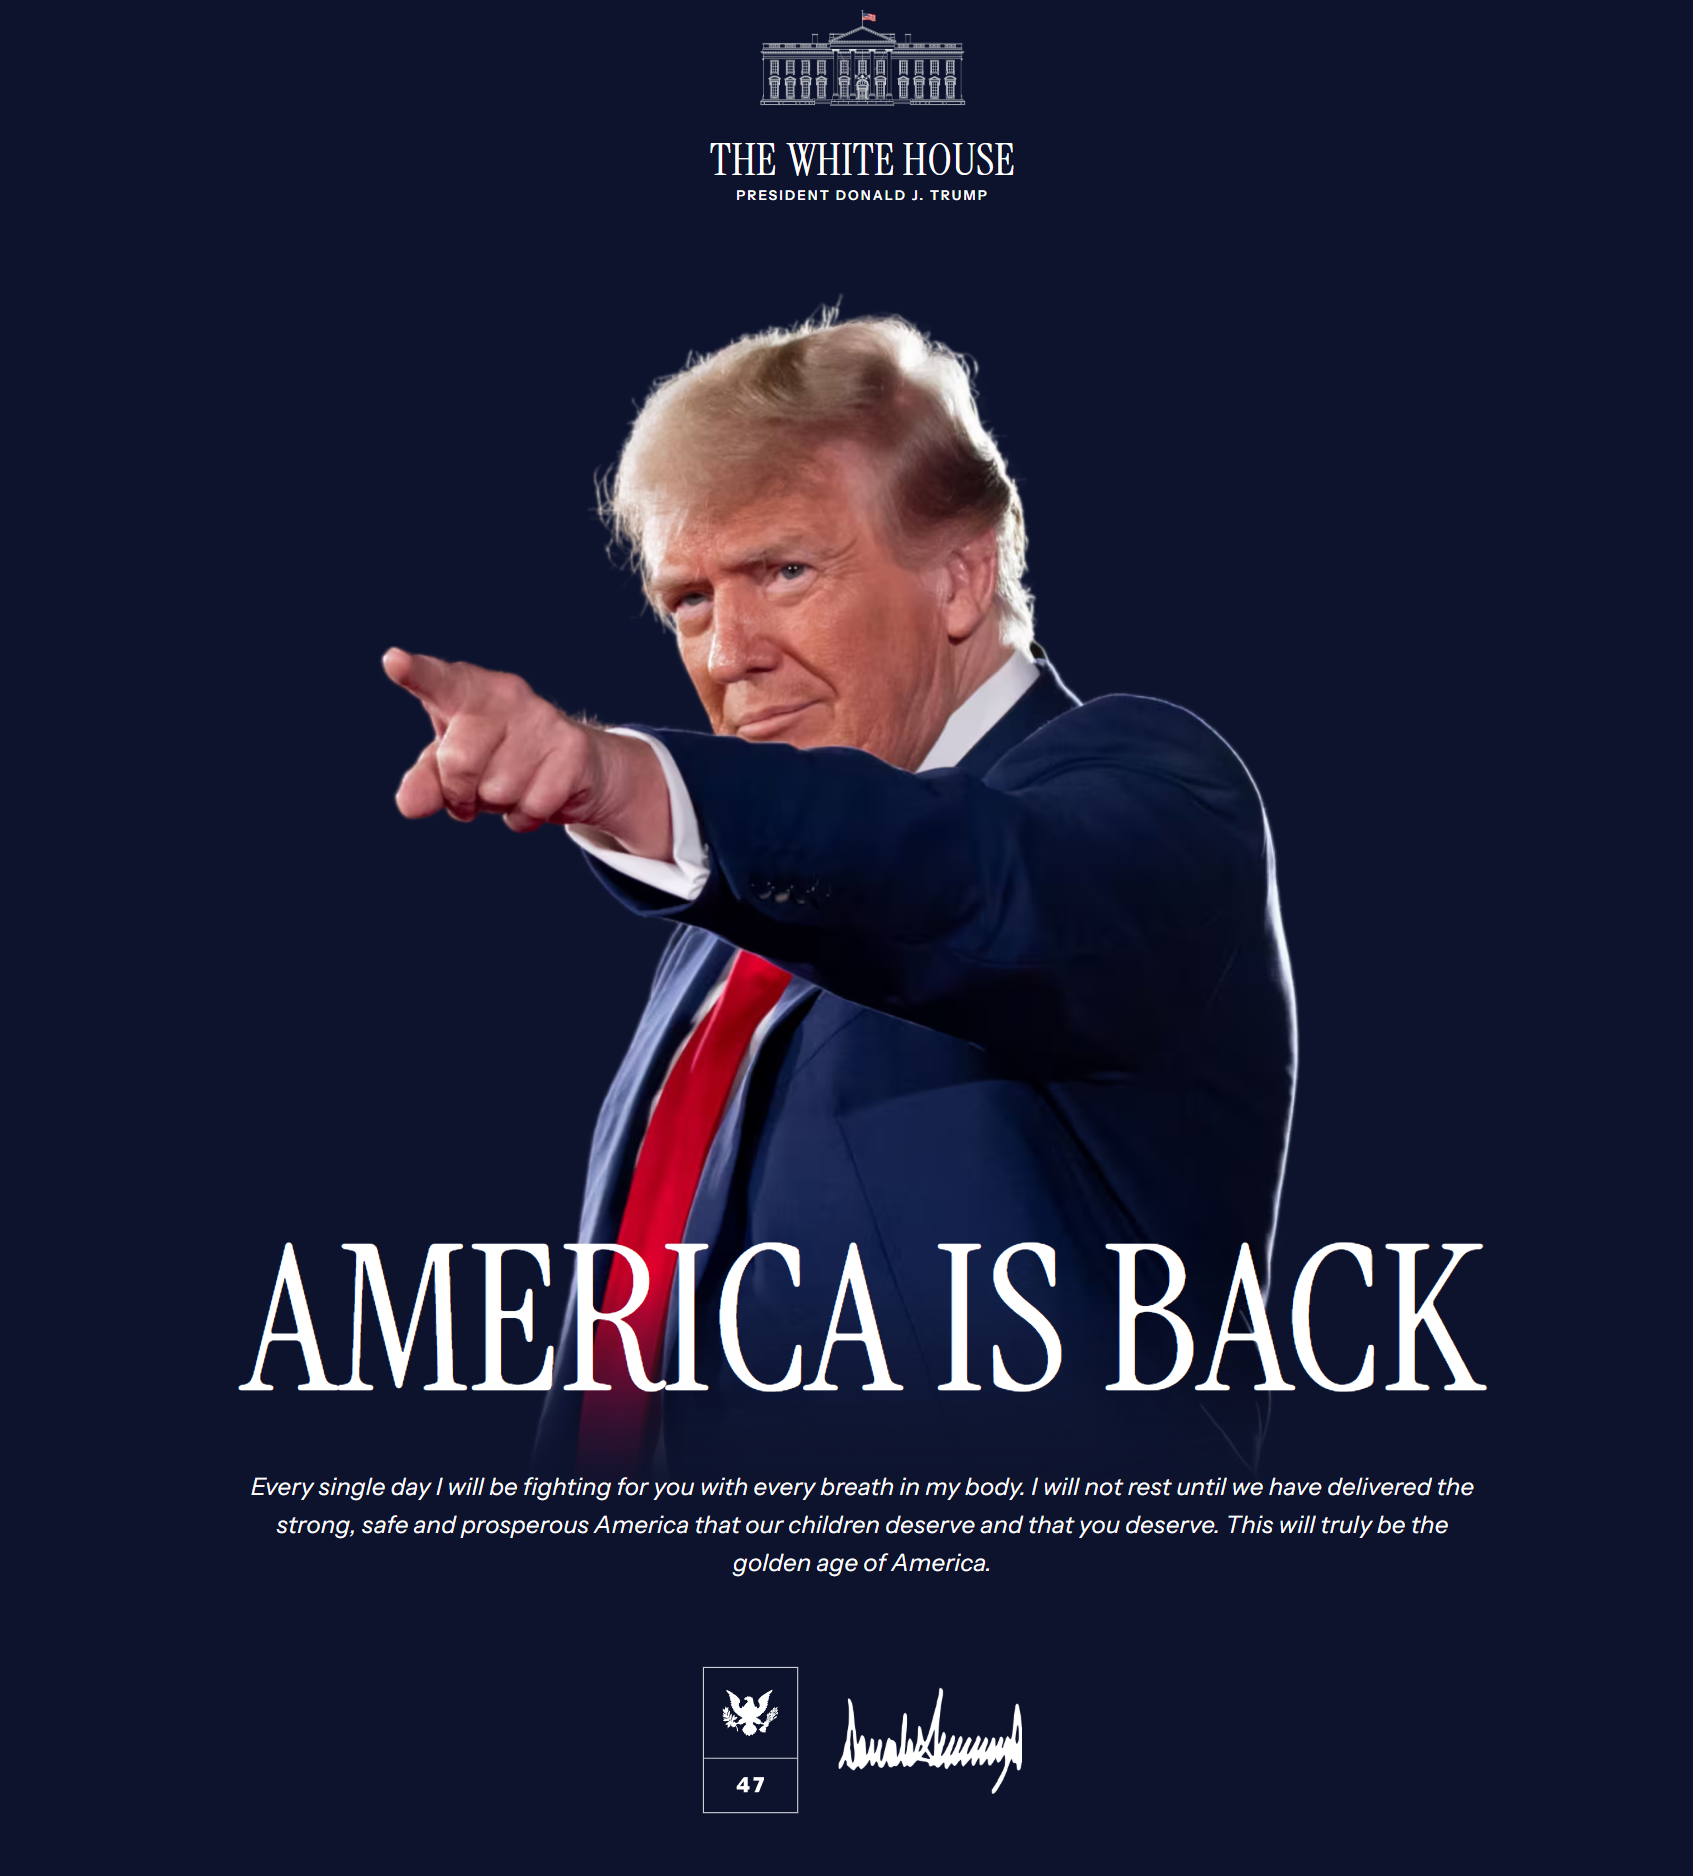 THE WHITE HOUSE
PRESIDENT DONALD J. TRUMP
AMERICA IS BACK
Every single day I will be fighting for you with every breath in my body. I will not rest until we have delivered the
strong, safe and prosperous America that our children deserve and that you deserve. This will truly be the
golden age of America.
47